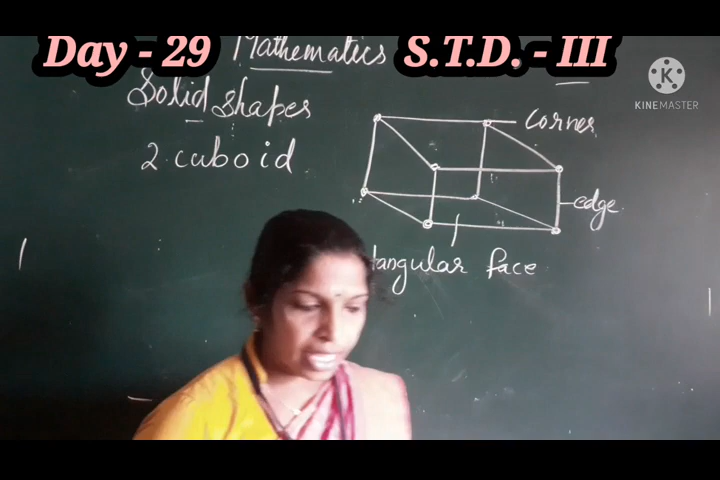 Day - 29 Mathematics S.T.D. - III
Solid shapes
2. cuboid
corner
edge
tangular face
K
KINEMASTER